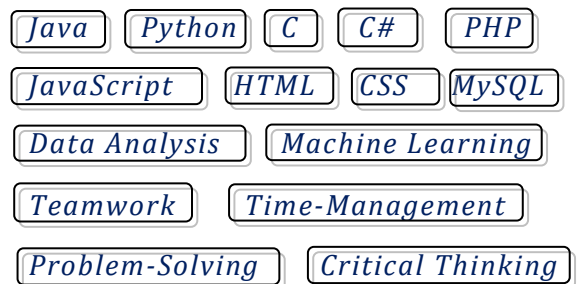 Java Python C C# PHP
JavaScript HTML CSS MySQL
Data Analysis Machine Learning
Teamwork Time-Management
Problem-Solving Critical Thinking